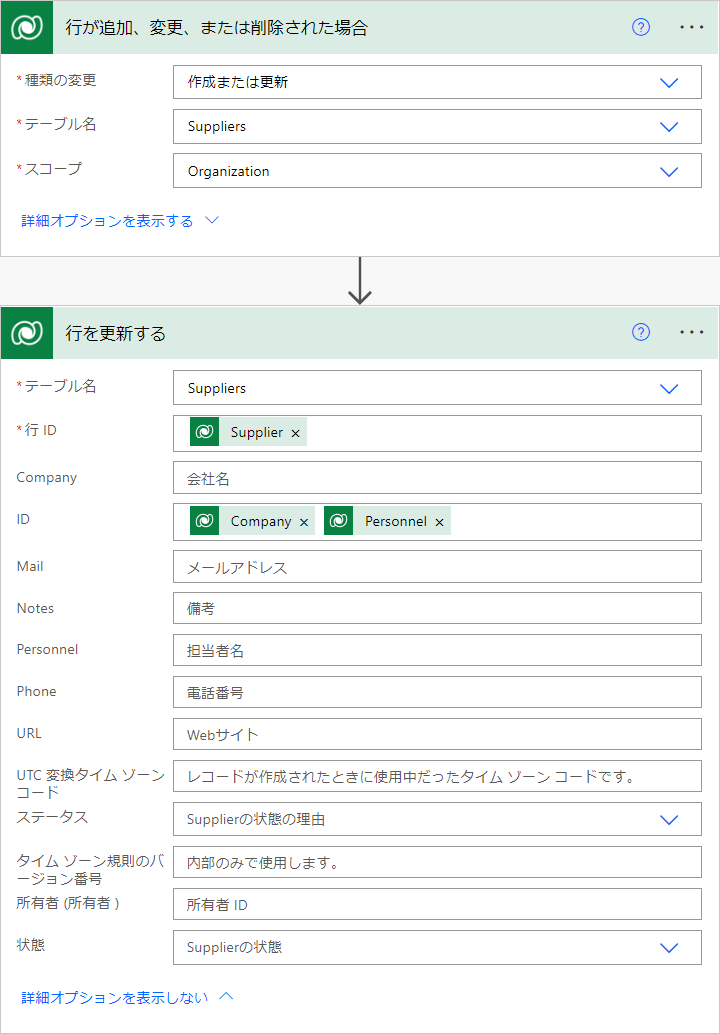 行が追加、変更、または削除された場合
* 種類の変更
作成または更新
* テーブル名
Suppliers
* スコープ
Organization
詳細オプションを表示する
行を更新する
* テーブル名
Suppliers
* 行 ID
Supplier ×
Company
会社名
ID
Company × Personnel ×
Mail
メールアドレス
Notes
備考
Personnel
担当者名
Phone
電話番号
URL
Webサイト
UTC 変換タイム ゾーン
コード
レコードが作成されたときに使用中だったタイム ゾーン コードです。
ステータス
Supplierの状態の理由
タイム ゾーン規則のバ
ージョン番号
内部のみで使用します。
所有者 (所有者 )
所有者 ID
状態
Supplierの状態
詳細オプションを表示しない